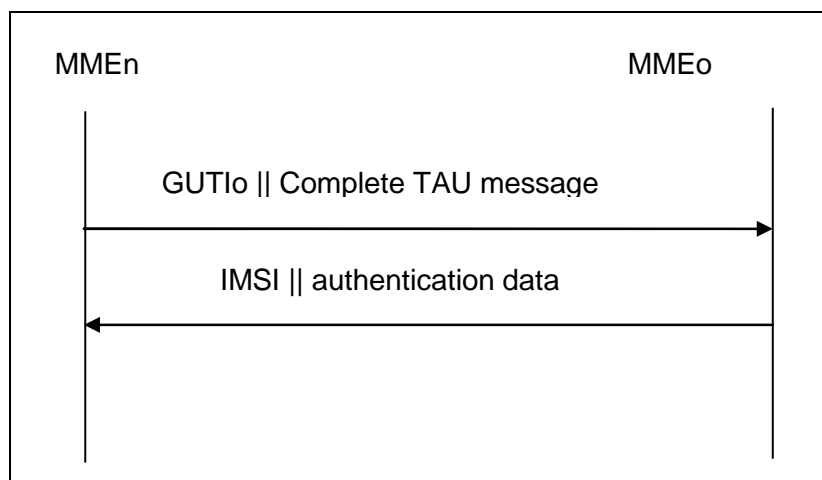 MMEn MMEo
GUTIo || Complete TAU message
IMSI || authentication data